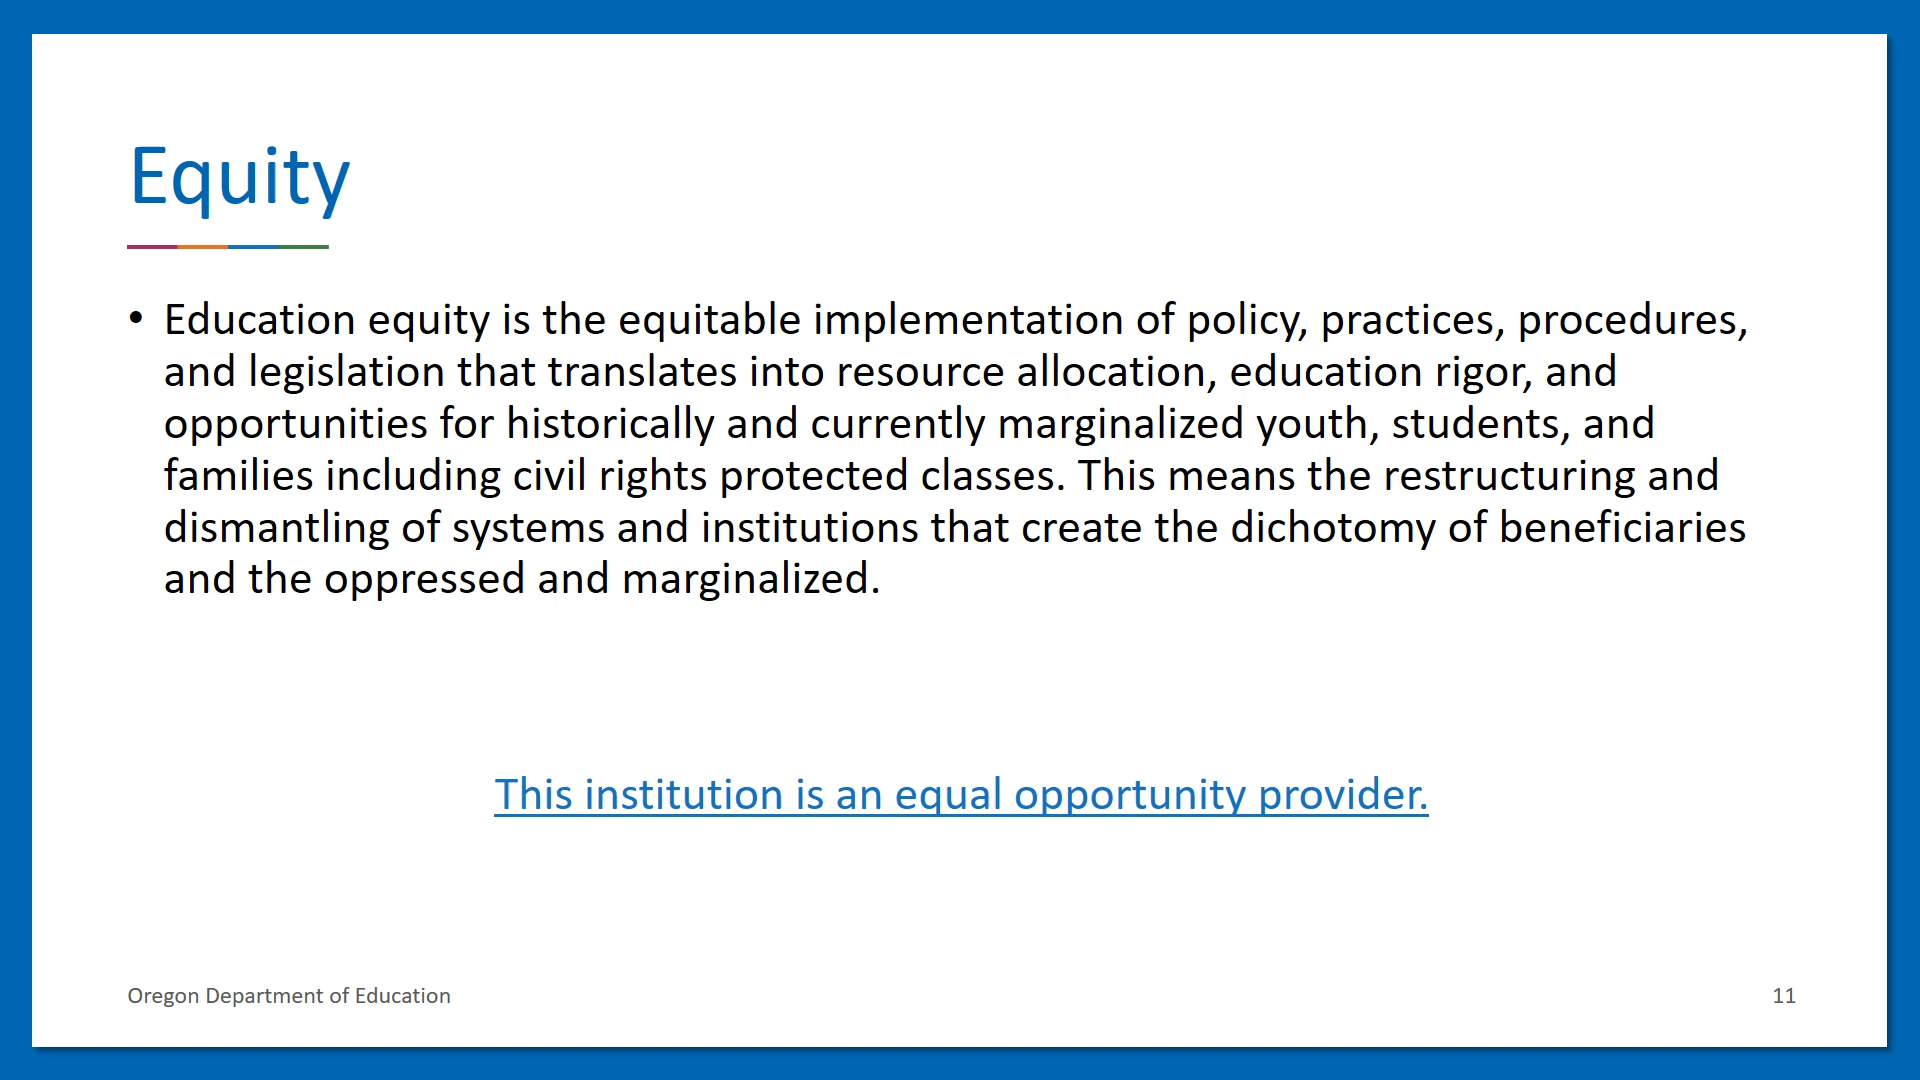 Equity
• Education equity is the equitable implementation of policy, practices, procedures,
and legislation that translates into resource allocation, education rigor, and
opportunities for historically and currently marginalized youth, students, and
families including civil rights protected classes. This means the restructuring and
dismantling of systems and institutions that create the dichotomy of beneficiaries
and the oppressed and marginalized.
This institution is an equal opportunity provider.
Oregon Department of Education
11